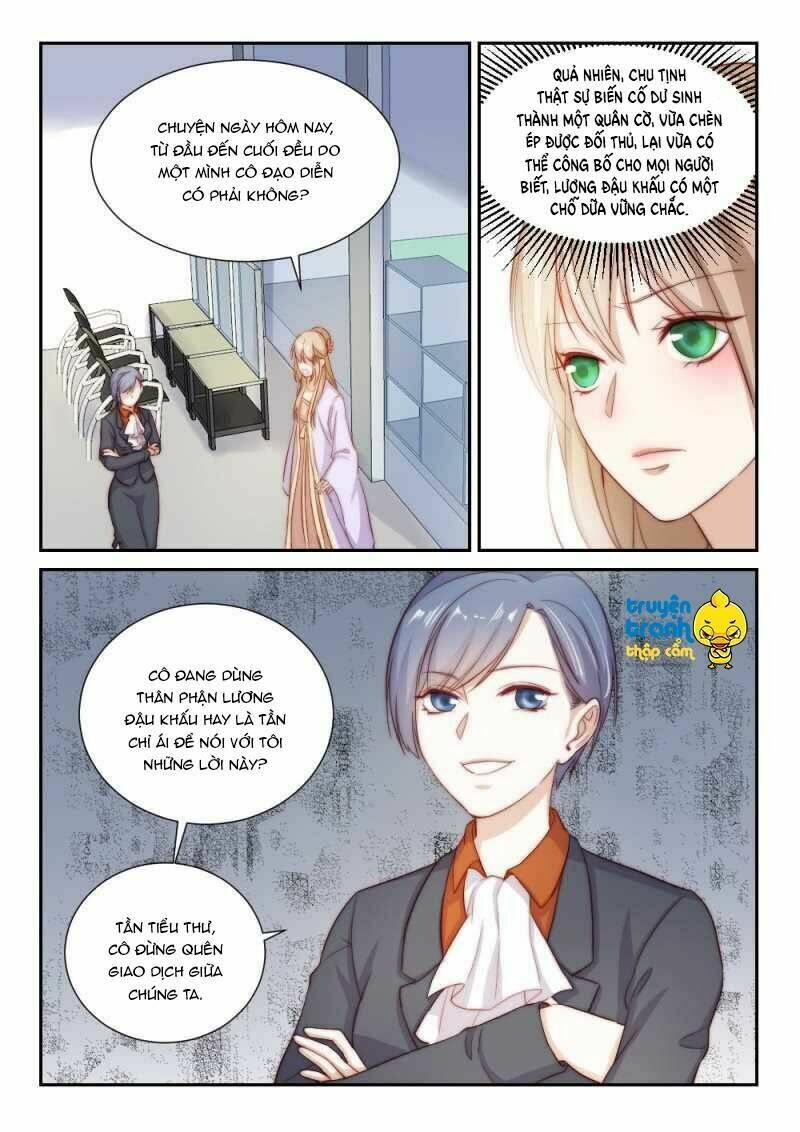 CHUYỆN NGÀY HÔM NAY,
TỪ ĐẦU ĐẾN CUỐI ĐỀU DO
MỘT MÌNH CÔ ĐẠO DIỄN
CÓ PHẢI KHÔNG?
QUẢ NHIÊN, CHU TỊNH
THẬT SỰ BIẾN CỐ DƯ SINH
THÀNH MỘT QUÂN CỜ, VỪA CHÈN
ÉP ĐƯỢC ĐỐI THỦ, LẠI VỪA CÓ
THỂ CÔNG BỐ CHO MỌI NGƯỜI
BIẾT, LƯƠNG ĐẬU KHẤU CÓ MỘT
CHỖ DỮA VỮNG CHẮC.
truyện
tranh
thập cẩm
CÔ ĐANG DÙNG
THÂN PHẬN LƯƠNG
ĐẬU KHẤU HAY LÀ TẦN
CHỈ ÁI ĐỂ NÓI VỚI TÔI
NHỮNG LỜI NÀY?
TẦN TIỂU THƯ,
CÔ ĐỪNG QUÊN
GIAO DỊCH GIỮA
CHÚNG TA.